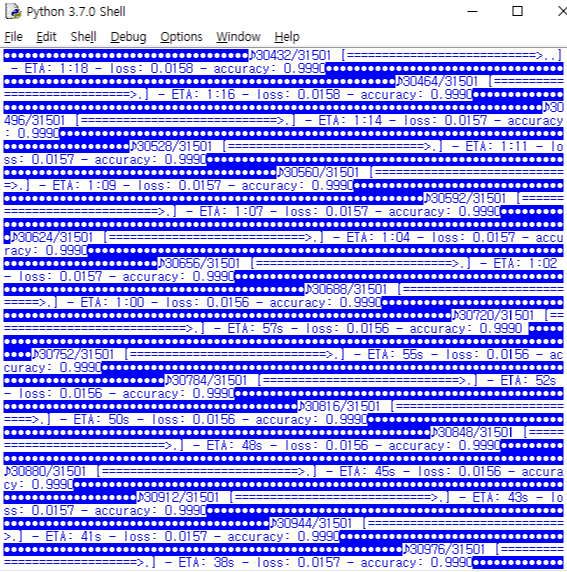 Python 3.7.0 Shell
File Edit Shell Debug Options Window Help
♪30432/31501 [===========================>..]
- ETA: 1:18 - loss: 0.0158 - accuracy: 0.9990
♪30464/31501 [==========
==================>.] - ETA: 1:16 - loss: 0.0158 - accuracy: 0.9990
♪30
496/31501 [============================>.] - ETA: 1:14 - loss: 0.0157 - accuracy
: 0.9990
♪30528/31501 [============================>.] - ETA: 1:11 - lo
ss: 0.0157 - accuracy: 0.9990
♪30560/31501 [===========================
=>.] - ETA: 1:09 - loss: 0.0157 - accuracy: 0.9990
♪30592/31501 [======
======================>.] - ETA: 1:07 - loss: 0.0157 - accuracy: 0.9990
♪30624/31501 [============================>.] - ETA: 1:04 - loss: 0.0157 - accu
racy: 0.9990
♪30656/31501 [============================>.] - ETA: 1:02
- loss: 0.0157 - accuracy: 0.9990
♪30688/31501 [=======================
=====>.] - ETA: 1:00 - loss: 0.0156 - accuracy: 0.9990
♪30720/31501 [==
==========================>.] - ETA: 57s - loss: 0.0156 - accuracy: 0.9990
♪30752/31501 [============================>.] - ETA: 55s - loss: 0.0156 - ac
curacy: 0.9990
♪30784/31501 [============================>.] - ETA: 52s
- loss: 0.0156 - accuracy: 0.9990
♪30816/31501 [========================
====>.] - ETA: 50s - loss: 0.0156 - accuracy: 0.9990
♪30848/31501 [=====
=======================>.] - ETA: 48s - loss: 0.0156 - accuracy: 0.9990
♪30880/31501 [============================>.] - ETA: 45s - loss: 0.0156 - accura
cy: 0.9990
♪30912/31501 [============================>.] - ETA: 43s - lo
ss: 0.0157 - accuracy: 0.9990
♪30944/31501 [============================
>.] - ETA: 41s - loss: 0.0157 - accuracy: 0.9990
♪30976/31501 [=========
===================>.] - ETA: 38s - loss: 0.0157 - accuracy: 0.9990